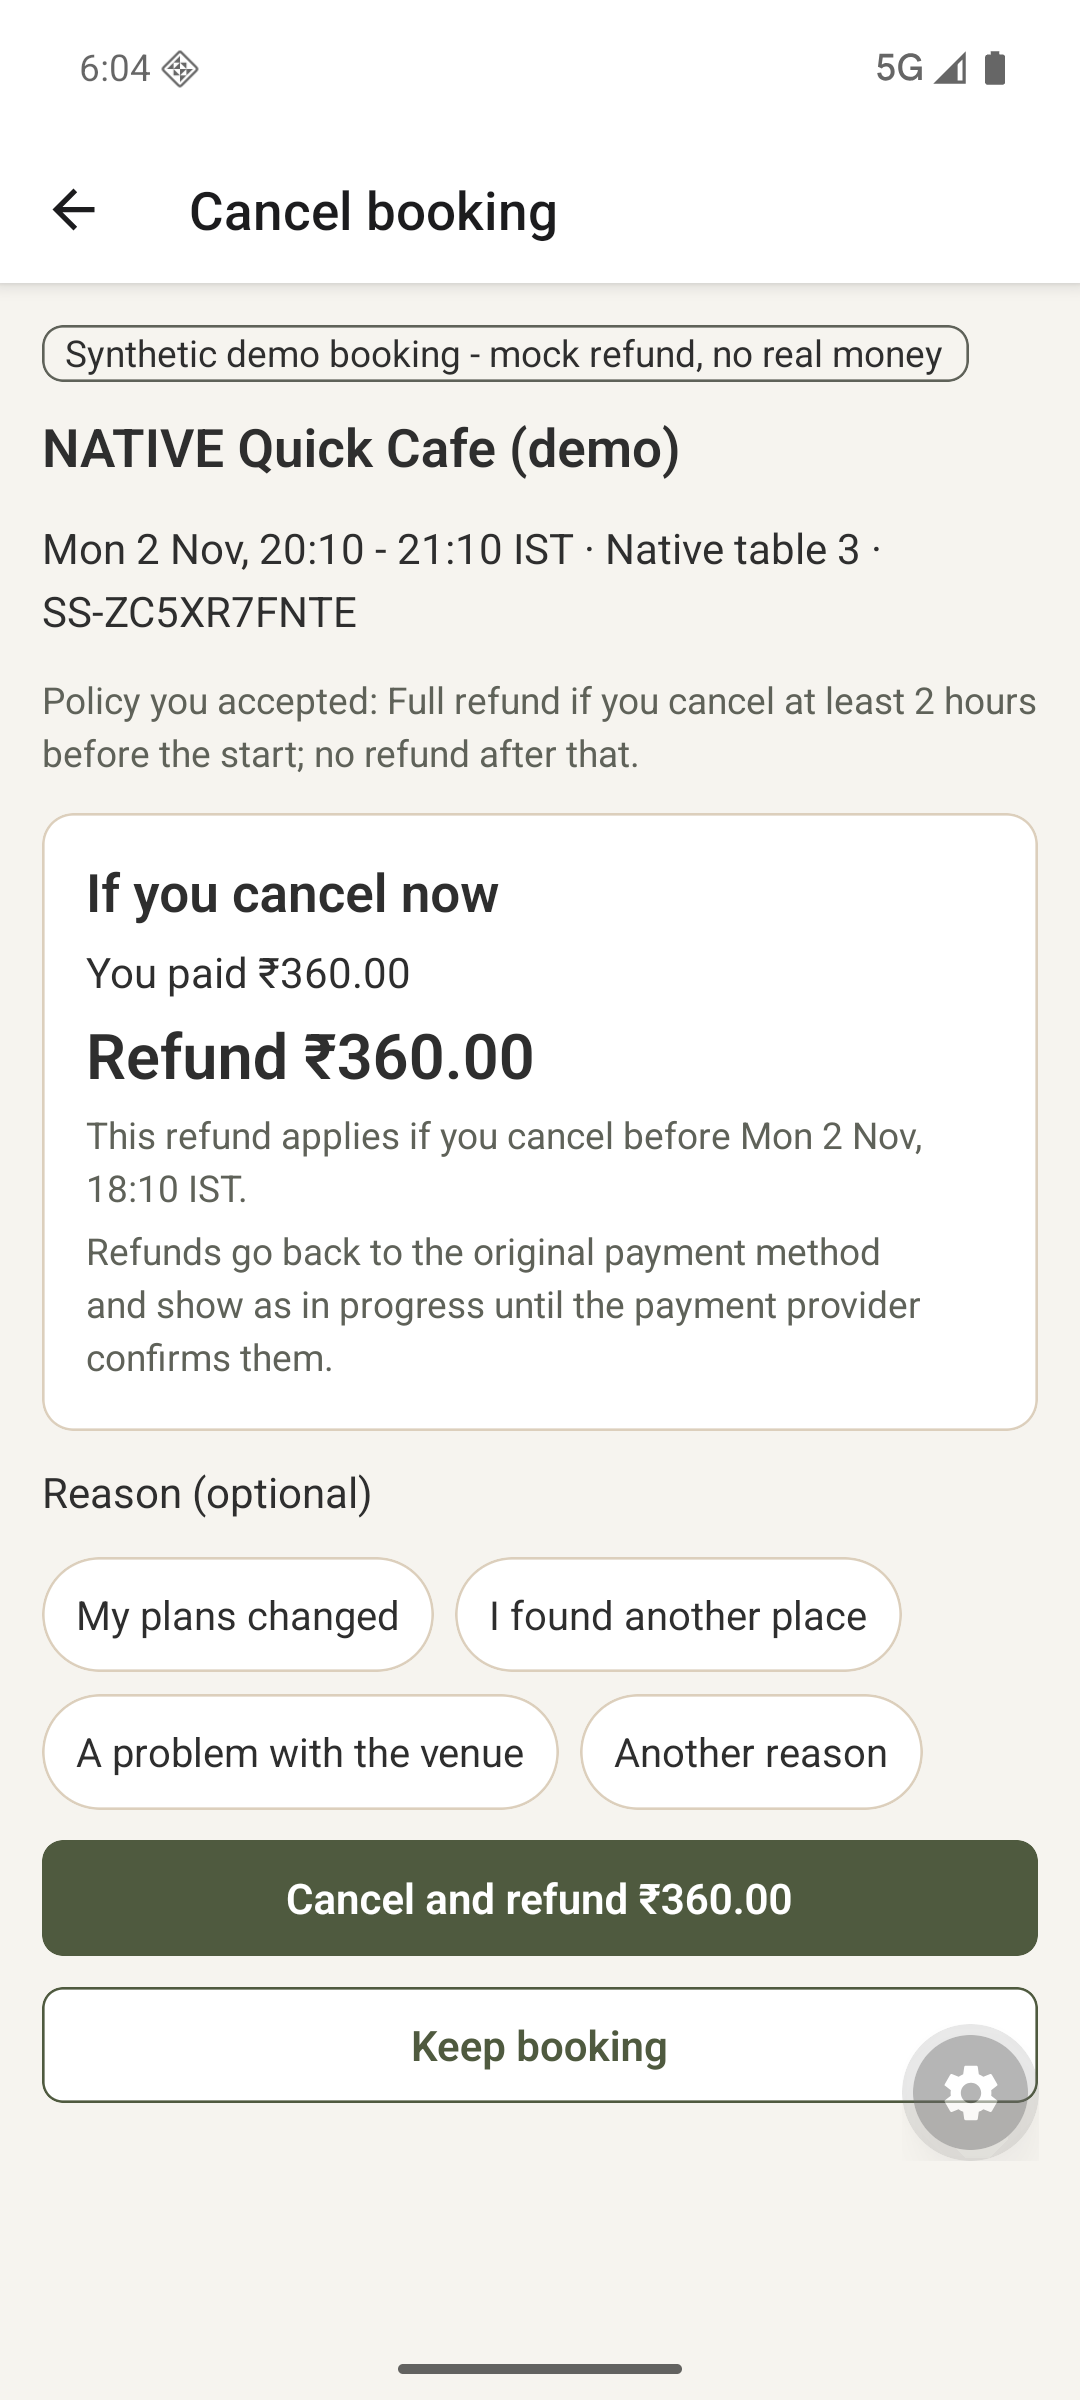 6:04
5G
Cancel booking
Synthetic demo booking - mock refund, no real money
NATIVE Quick Cafe (demo)
Mon 2 Nov, 20:10 - 21:10 IST · Native table 3 ·
SS-ZC5XR7FNTE
Policy you accepted: Full refund if you cancel at least 2 hours
before the start; no refund after that.
If you cancel now
You paid ₹360.00
Refund ₹360.00
This refund applies if you cancel before Mon 2 Nov,
18:10 IST.
Refunds go back to the original payment method
and show as in progress until the payment provider
confirms them.
Reason (optional)
My plans changed
I found another place
A problem with the venue
Another reason
Cancel and refund ₹360.00
Keep booking